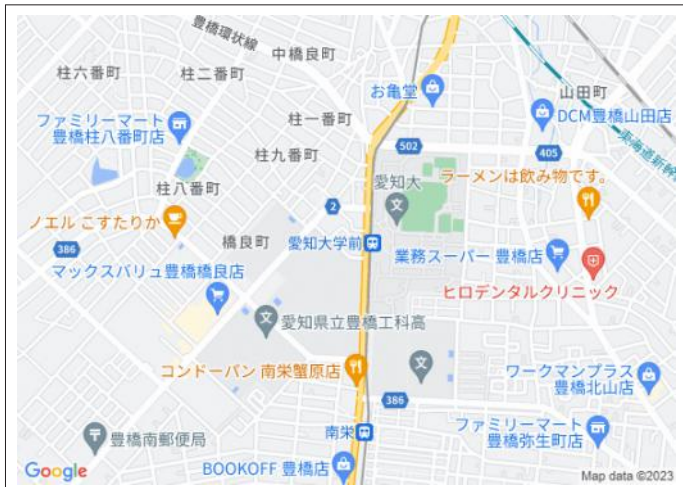 豊橋環状線
中橋良町
柱六番町
柱二番町
お亀堂
山田町
DCM豊橋山田店
ファミリーマート
豊橋柱八番町店
柱一番町
502
405
東海道新幹
柱九番町
柱八番町
愛知大
ラーメンは飲み物です。
2
ノエル こすたりか
386
橋良町
愛知大学前
業務スーパー 豊橋店
マックスバリュ豊橋橋良店
ヒロデンタルクリニック
愛知県立豊橋工科高
コンドーパン 南栄蟹原店
ワークマンプラス
豊橋北山店
386
豊橋南郵便局
南栄
ファミリーマート
豊橋弥生町店
BOOKOFF 豊橋店
Google
Map data ©2023